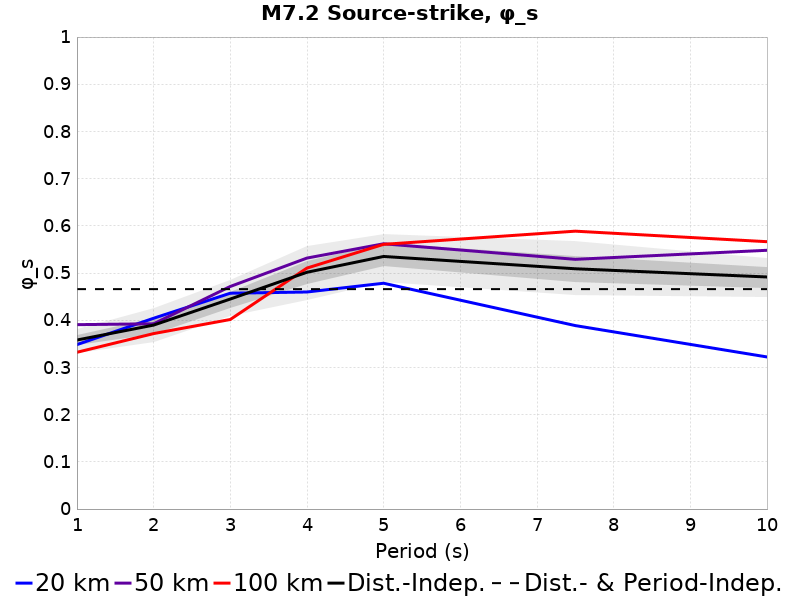 M7.2 Source-strike, φ_s
1
0.9
0.8
0.7
0.6
0.5
0.4
0.3
0.2
0.1
0
φ_s
1 2 3 4 5 6 7 8 9 10
Period (s)
20 km 50 km 100 km Dist.-Indep. Dist.- & Period-Indep.